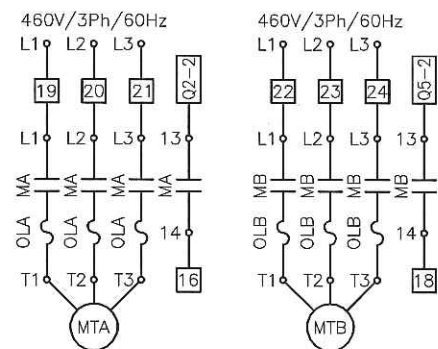 460V/3Ph/60Hz 460V/3Ph/60Hz
L1 L2 L3 L1 L2 L3
19 20 21 Q2-2 22 23 24 Q5-2
L1 L2 L3 13 L1 L2 L3 13
MA MA MA MA MB MB MB MB
OLA OLA OLA 14 OLB OLB OLB 14
T1 T2 T3 16 T1 T2 T3 18
MTA MTB